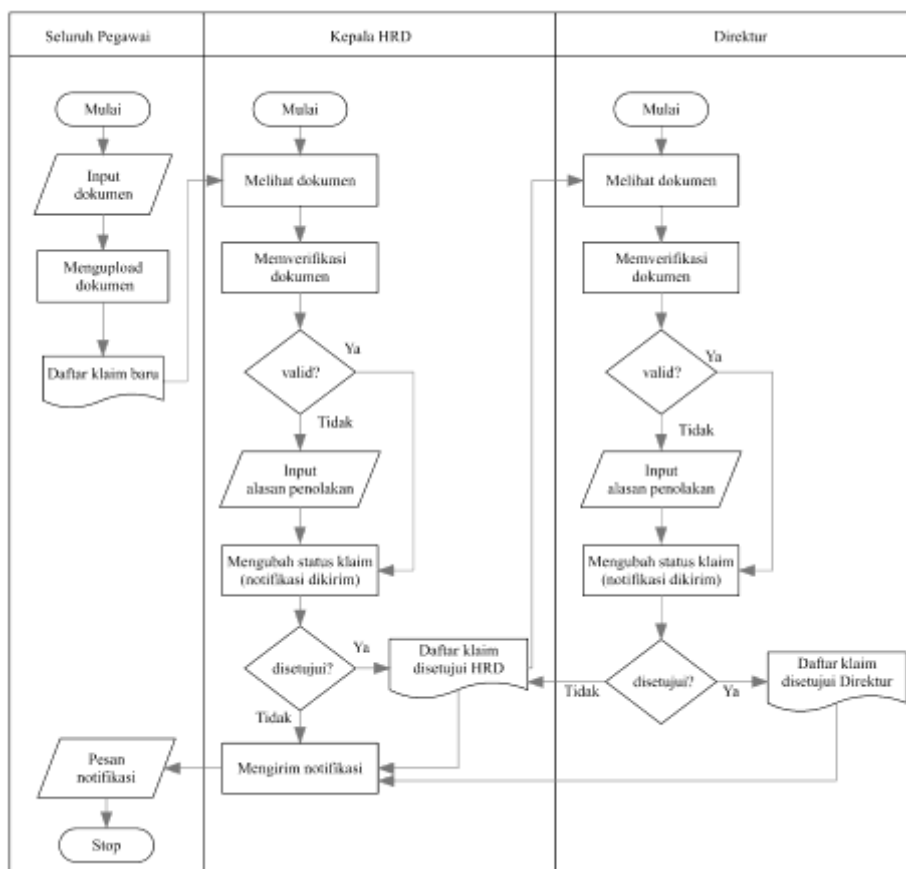 Seluruh Pegawai
Kepala HRD
Direktur
Mulai
Input
dokumen
Mengupload
dokumen
Daftar klaim baru
Pesan
notifikasi
Stop
Mulai
Melihat dokumen
Memverifikasi
dokumen
valid?
Ya
Tidak
Input
alasan penolakan
Mengubah status klaim
(notifikasi dikirim)
disetujui?
Ya
Tidak
Daftar klaim
disetujui HRD
Mengirim notifikasi
Mulai
Melihat dokumen
Memverifikasi
dokumen
valid?
Ya
Tidak
Input
alasan penolakan
Mengubah status klaim
(notifikasi dikirim)
disetujui?
Tidak
Ya
Daftar klaim
disetujui Direktur